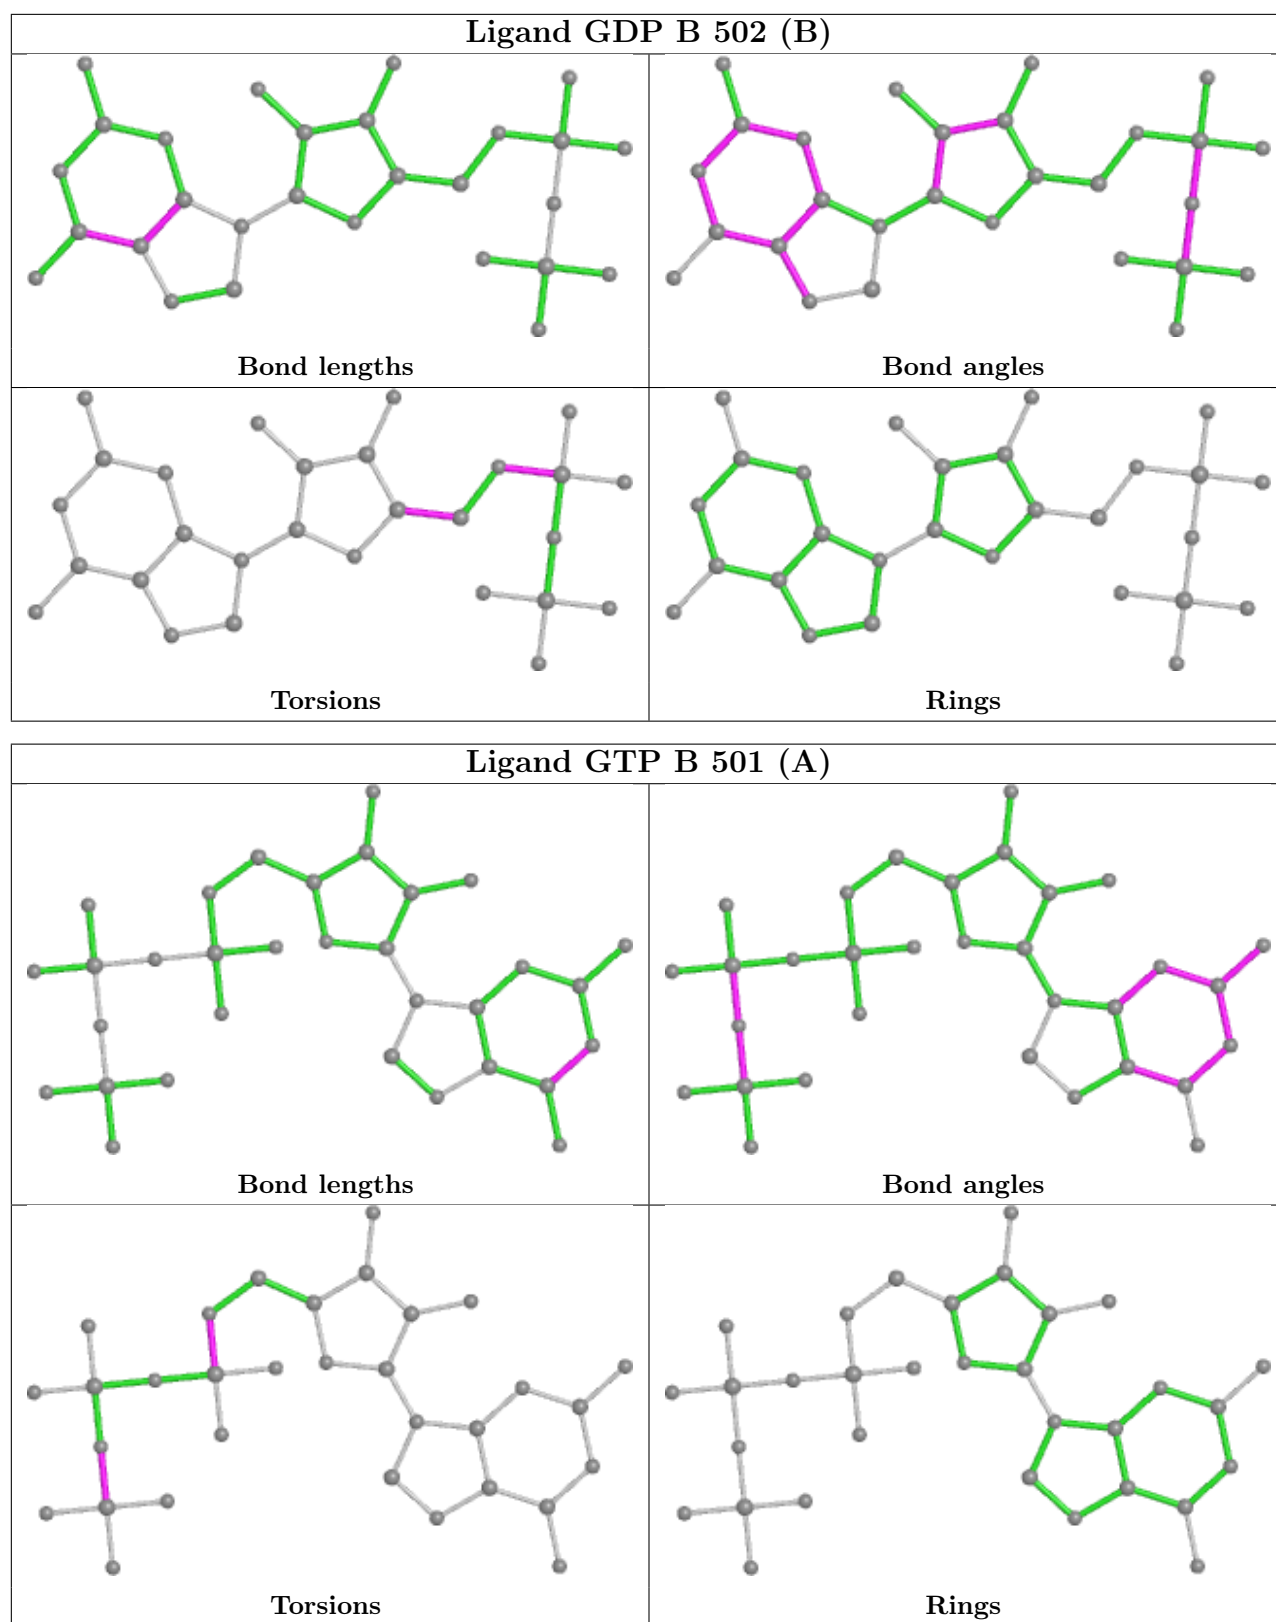 Ligand GDP B 502 (B)
Bond lengths
Bond angles
Torsions
Rings
Ligand GTP B 501 (A)
Bond lengths
Bond angles
Torsions
Rings